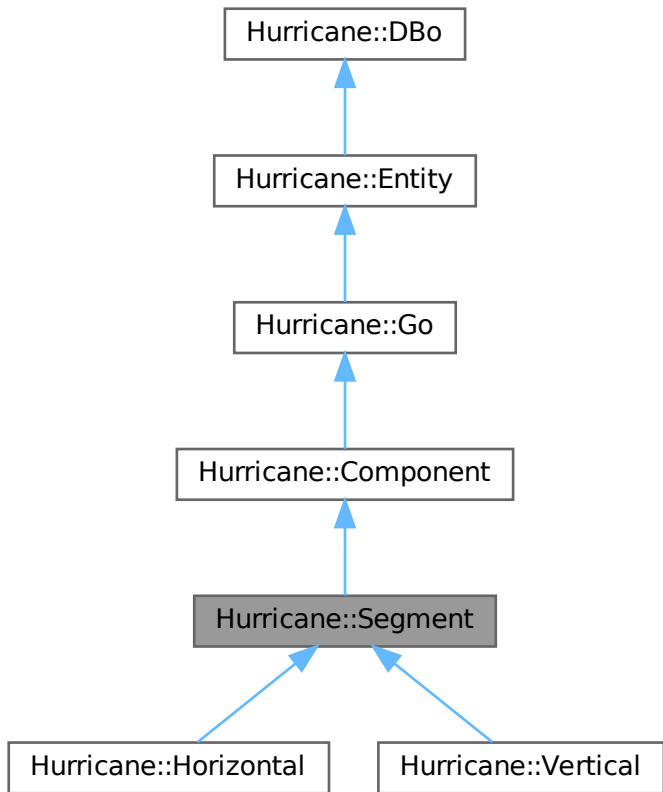 Hurricane::DBo
Hurricane::Entity
Hurricane::Go
Hurricane::Component
Hurricane::Segment
Hurricane::Horizontal
Hurricane::Vertical